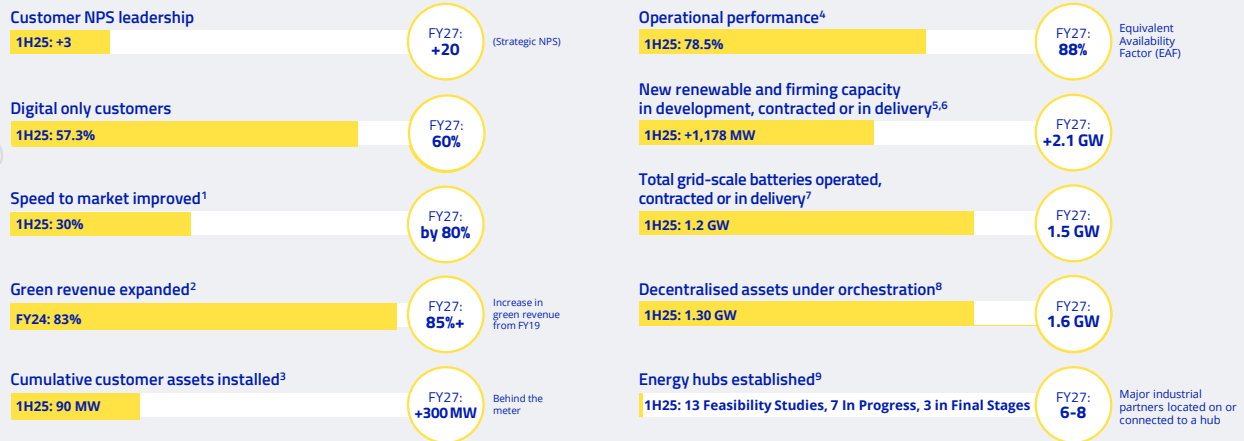 Customer NPS leadership
1H25: +3
FY27:
+20
(Strategic NPS)
Digital only customers
1H25: 57.3%
FY27:
60%
Speed to market improved¹
1H25: 30%
FY27:
by 80%
Green revenue expanded²
FY24: 83%
FY27:
85%+
Increase in
green revenue
from FY19
Cumulative customer assets installed³
1H25: 90 MW
FY27:
+300 MW
Behind the
meter
Operational performance⁴
1H25: 78.5%
FY27:
88%
Equivalent
Availability
Factor (EAF)
New renewable and firming capacity
in development, contracted or in delivery⁵,⁶
1H25: +1,178 MW
FY27:
+2.1 GW
Total grid-scale batteries operated,
contracted or in delivery⁷
1H25: 1.2 GW
FY27:
1.5 GW
Decentralised assets under orchestration⁸
1H25: 1.30 GW
FY27:
1.6 GW
Energy hubs established⁹
1H25: 13 Feasibility Studies, 7 In Progress, 3 in Final Stages
FY27:
6-8
Major industrial
partners located on or
connected to a hub